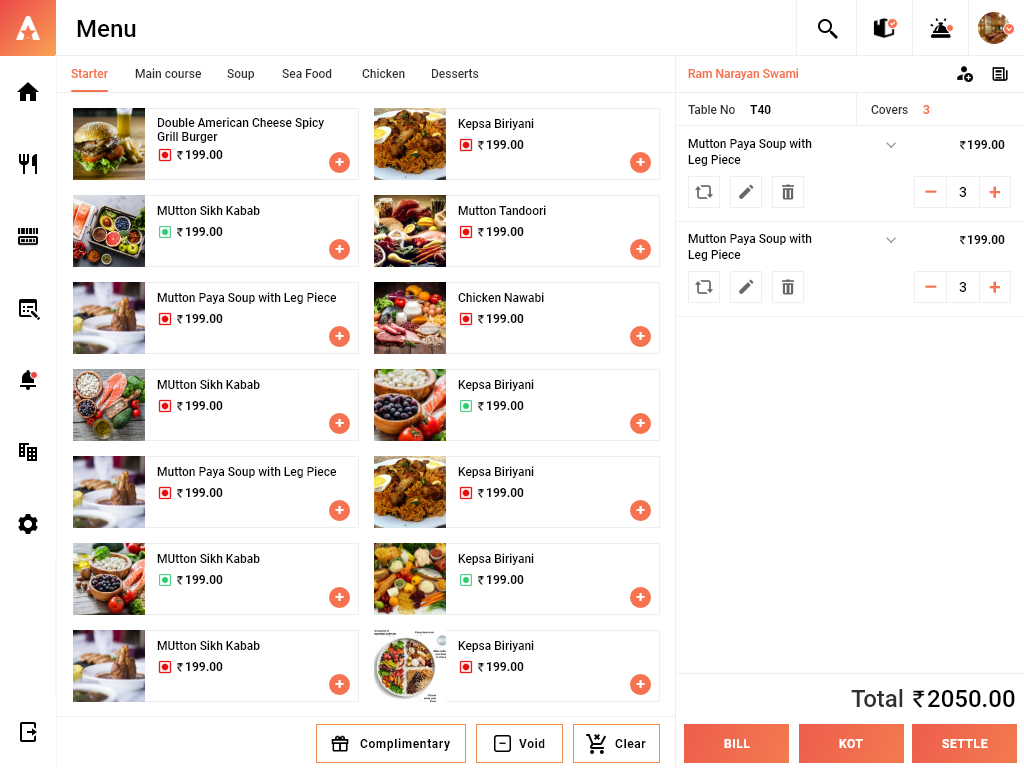 Menu
Starter Main course Soup Sea Food Chicken Desserts
Double American Cheese Spicy
Grill Burger
₹ 199.00
Kepsa Biriyani
₹ 199.00
MUtton Sikh Kabab
₹ 199.00
Mutton Tandoori
₹ 199.00
Mutton Paya Soup with Leg Piece
₹ 199.00
Chicken Nawabi
₹ 199.00
MUtton Sikh Kabab
₹ 199.00
Kepsa Biriyani
₹ 199.00
Mutton Paya Soup with Leg Piece
₹ 199.00
Kepsa Biriyani
₹ 199.00
MUtton Sikh Kabab
₹ 199.00
Kepsa Biriyani
₹ 199.00
MUtton Sikh Kabab
₹ 199.00
Kepsa Biriyani
₹ 199.00
Complimentary Void Clear
Ram Narayan Swami
Table No T40 Covers 3
Mutton Paya Soup with
Leg Piece
₹ 199.00
3
Mutton Paya Soup with
Leg Piece
₹ 199.00
3
Total ₹ 2050.00
BILL KOT SETTLE